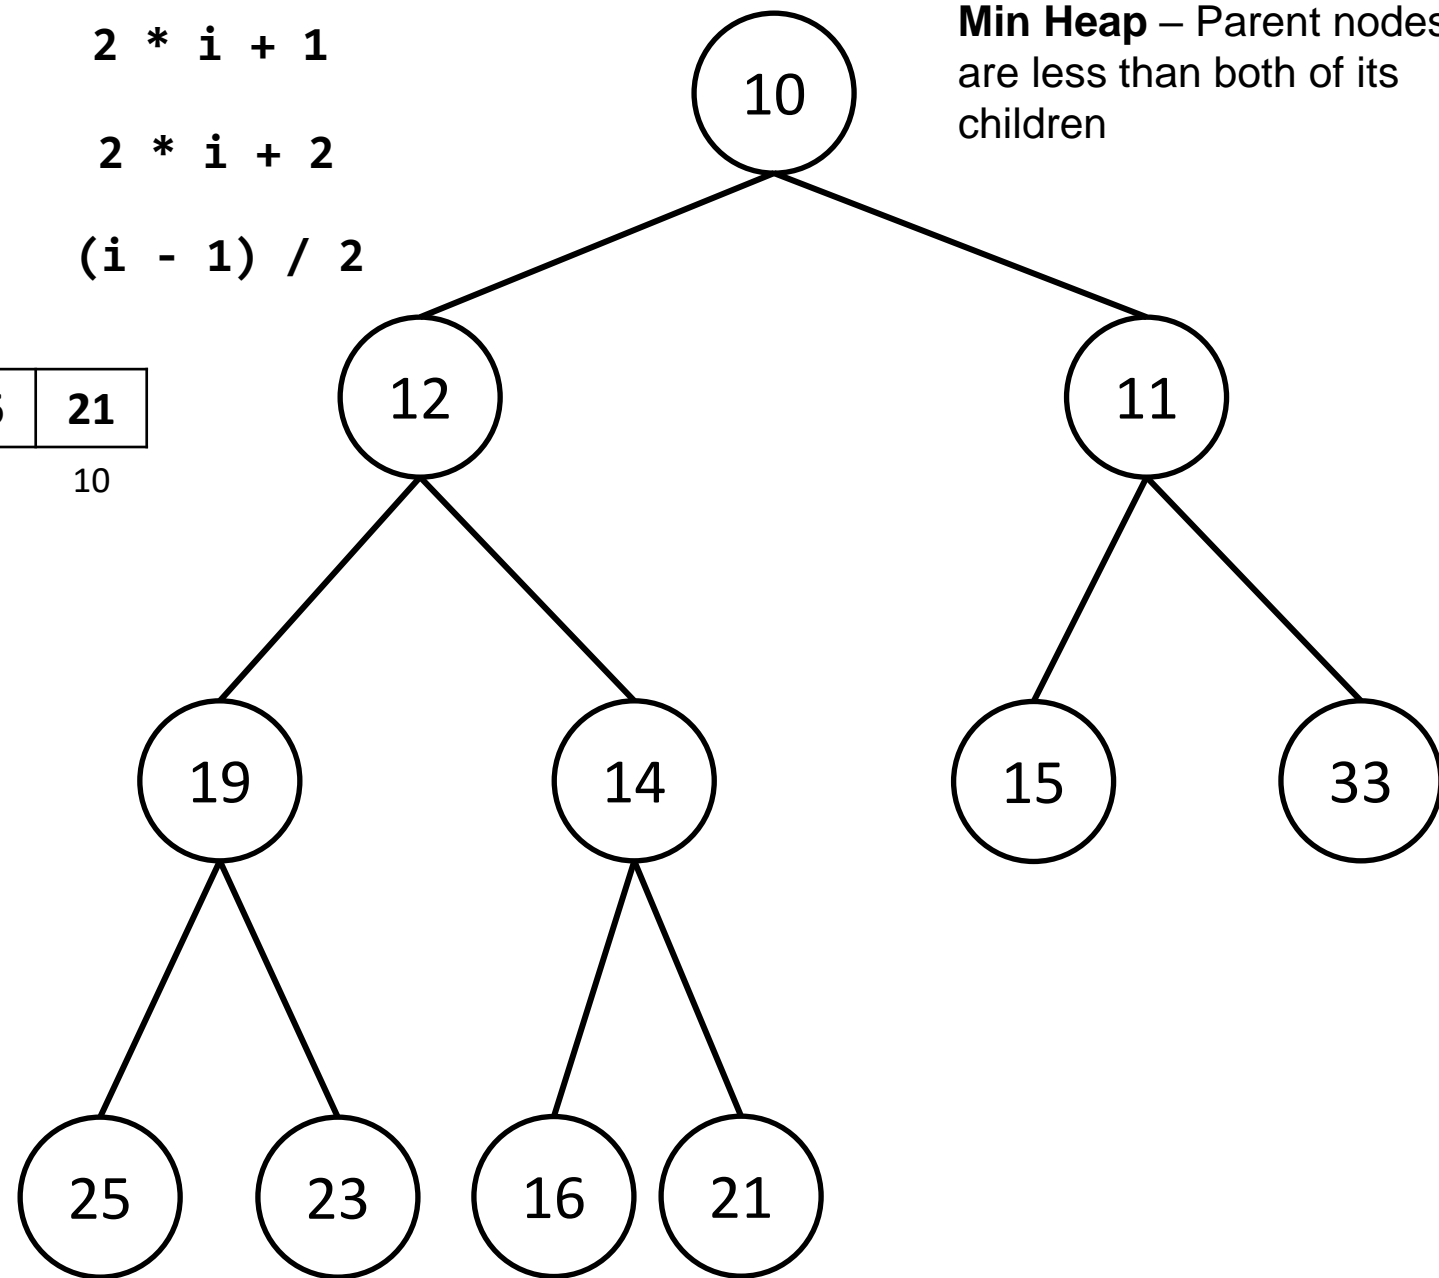 2 * i + 1
2 * i + 2
(i - 1) / 2
Min Heap – Parent nodes
are less than both of its
children
21
10
10
12
11
19
14
15
33
25
23
16
21